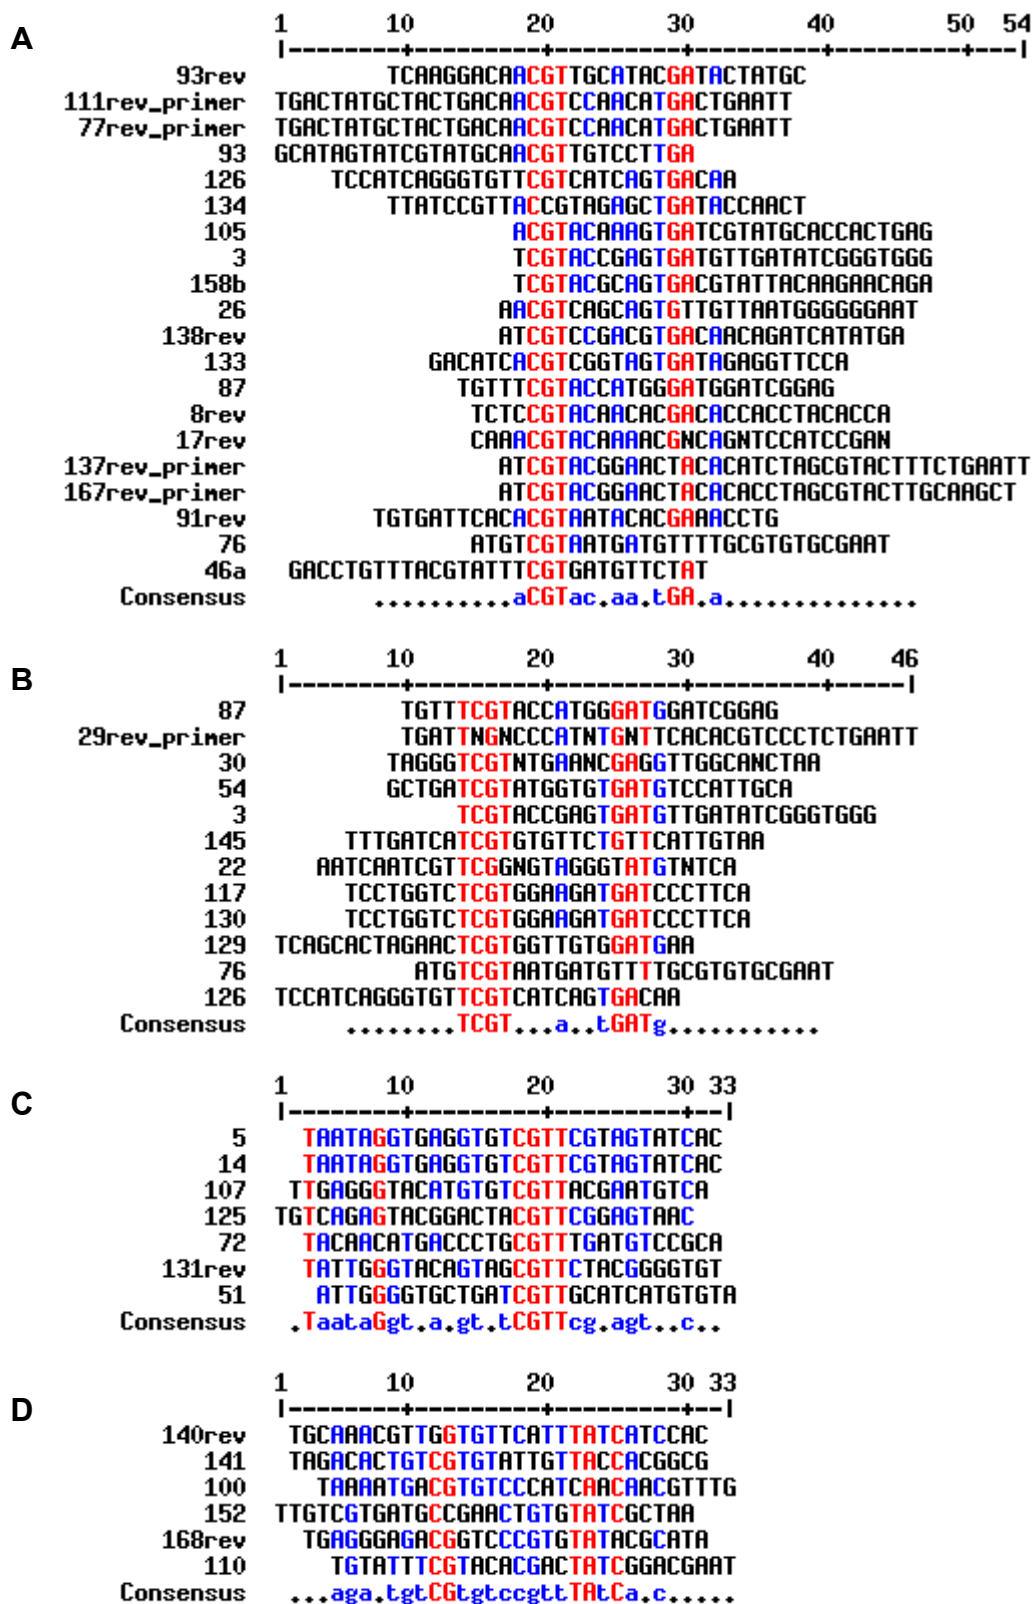 A
1 10 20 30 40 50 54
93rev TCAAGGACAACGTTGCATACGATACTATGC
111rev_primer TGACTATGCTACTGACAACGTCCAACATGACTGAATT
77rev_primer TGACTATGCTACTGACAACGTCCAACATGACTGAATT
93 GCATAGTATCGTATGCAACGTTGTCCTTGA
126 TCCATCAGGGTGTTCGTCATCAGTGACAA
134 TTATCCGTTACCGTAGAGCTGATACCAACT
105 ACGTACAAAGTGATCGTATGCACCACTGAG
3 TCGTACCGAGTGATGTTGATATCGGGTGGG
158b TCGTACGCAGTGACGTATTACAAGAACAGA
26 AACGTCAGCAGTGTTGTTAATGGGGGGAAT
138rev ATCGTCCGACGTGACAACAGATCATATGA
133 GACATCACGTCGGTAGTGATAGAGGTTCCA
87 TGTTTCGTACCATGGGATGGATCGGAG
8rev TCTCCGTACAACACGACACCACCTACACCA
17rev CAAACGTACAAAACGNCAGNTCCATCCGAN
137rev_primer ATCGTACGGAACTACACATCTAGCGTACTTTCTGAATT
167rev_primer ATCGTACGGAACTACACACCTAGCGTACTTGCAAGCT
91rev TGTGATTCACACGTAATACACGAAACCTG
76 ATGTCGTAATGATGTTTTGCGTGTGCGAAT
46a GACCTGTTTACGTATTTCGTGATGTTCTAT
Consensus ..........aCGTac.aa.tGA.a..............
B
1 10 20 30 40 46
87 TGTTTCGTACCATGGGATGGATCGGAG
29rev_primer TGATTNGNCCCATNTGNTTCACACGTCCCTCTGAATT
30 TAGGGTCGTNTGAANCGAGGTTGGCANCTAA
54 GCTGATCGTATGGTGTGATGTCCATTGCA
3 TCGTACCGAGTGATGTTGATATCGGGTGGG
145 TTTGATCATCGTGTGTTCTGTTCATTGTAA
22 AATCAATCGTTCGGNGTAGGGTATGTNTCA
117 TCCTGGTCTCGTGGAAGATGATCCCTTCA
130 TCCTGGTCTCGTGGAAGATGATCCCTTCA
129 TCAGCACTAGAACTCGTGGTTGTGGATGAA
76 ATGTCGTAATGATGTTTTGCGTGTGCGAAT
126 TCCATCAGGGTGTTCGTCATCAGTGACAA
Consensus ........TCGT...a..tGATg...........
C
1 10 20 30 33
5 TAATAGGTGAGGTGTCGTTCGTAGTATCAC
14 TAATAGGTGAGGTGTCGTTCGTAGTATCAC
107 TTGAGGGTACATGTGTCGTTACGAATGTCA
125 TGTCAGAGTACGGACTACGTTCGGAGTAAC
72 TACAACATGACCCTGCGTTTGATGTCCGCA
131rev TATTGGGTACAGTAGCGTTCTACGGGGTGT
51 ATTGGGGTGCTGATCGTTGCATCATGTGTA
Consensus .TaataGgt.a.gt.tCGTTcg.agt..c..
D
1 10 20 30 33
140rev TGCAAACGTTGGTGTTCATTTATCATCCAC
141 TAGACACTGTCGTGTATTGTTACCACGGCG
100 TAAAATGACGTGTCCCATCAACAACGTTTG
152 TTGTCGTGATGCCGAACTGTGTATCGCTAA
168rev TGAGGGAGACGGTCCCGTGTATACGCATA
110 TGTATTTCGTACACGACTATCGGACGAAT
Consensus ...aga.tgtCGtgtccgttTAtCa.c.....